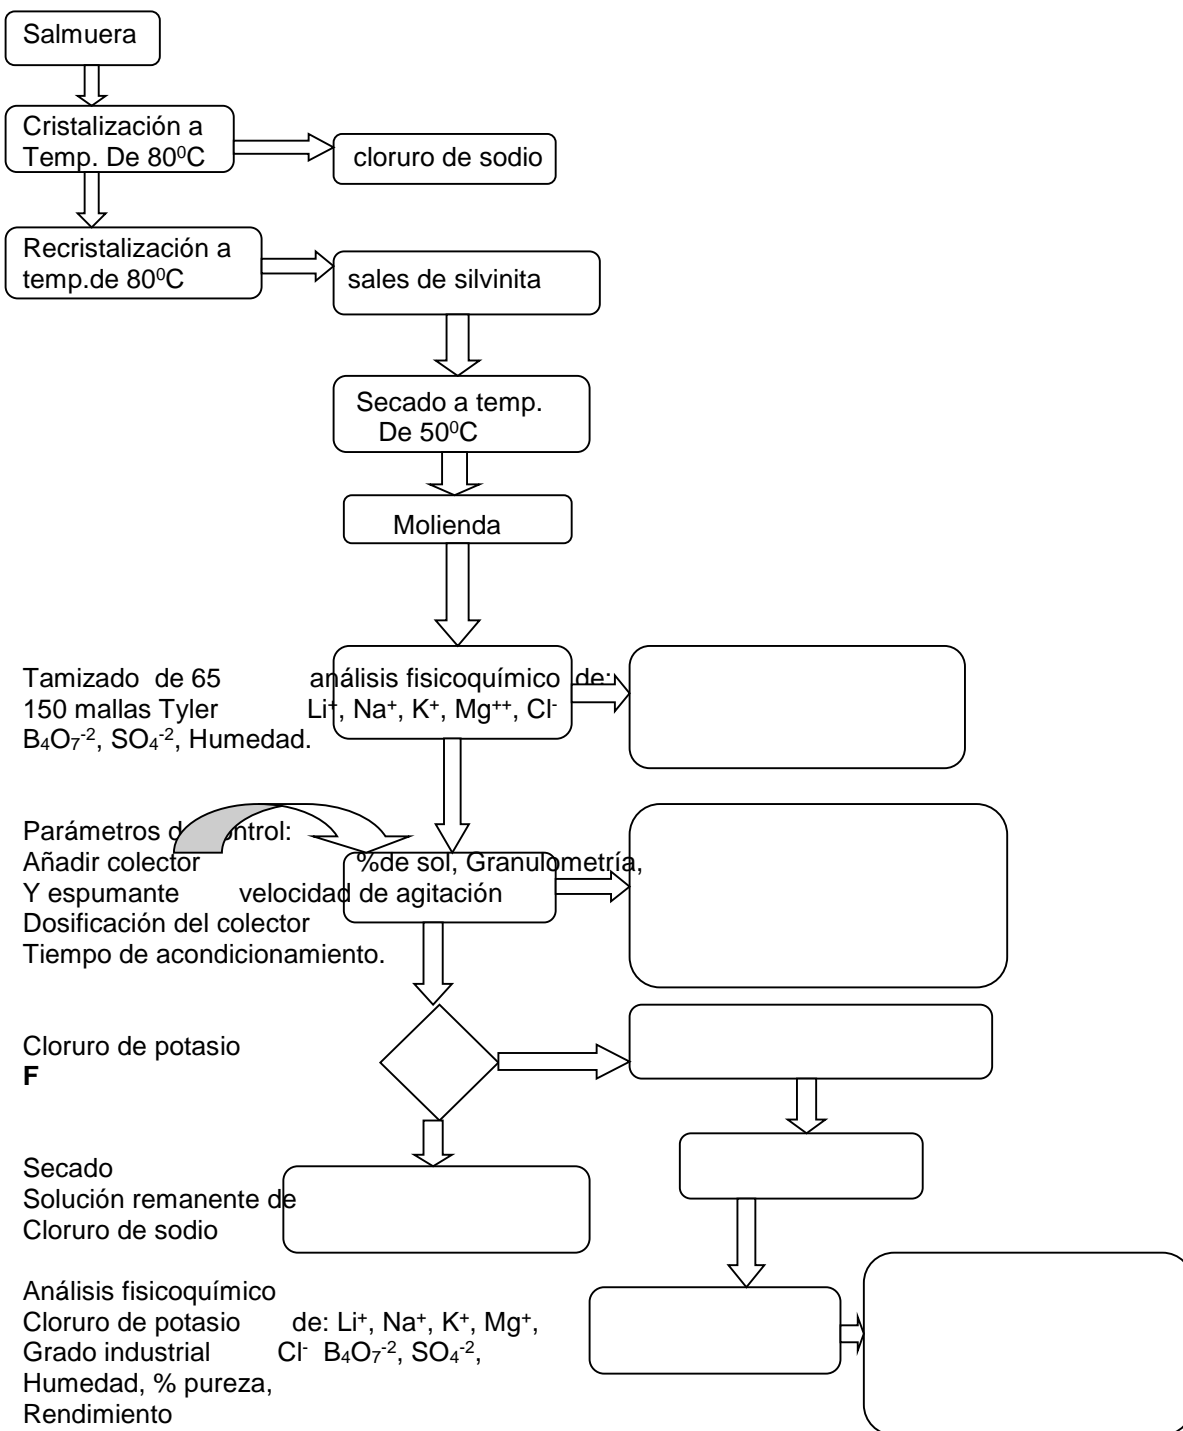 Salmuera
Cristalización a
Temp. De 80⁰C
cloruro de sodio
Recristalización a
temp.de 80⁰C
sales de silvinita
Secado a temp.
De 50⁰C
Molienda
Tamizado de 65 análisis fisicoquímico de:
150 mallas Tyler Li⁺, Na⁺, K⁺, Mg⁺⁺, Cl⁻
B₄O₇⁻², SO₄⁻², Humedad.
Parámetros de control:
Añadir colector %de sol, Granulometría,
Y espumante velocidad de agitación
Dosificación del colector
Tiempo de acondicionamiento.
Cloruro de potasio
F
Secado
Solución remanente de
Cloruro de sodio
Análisis fisicoquímico
Cloruro de potasio de: Li⁺, Na⁺, K⁺, Mg⁺,
Grado industrial Cl⁻ B₄O₇⁻², SO₄⁻²,
Humedad, % pureza,
Rendimiento